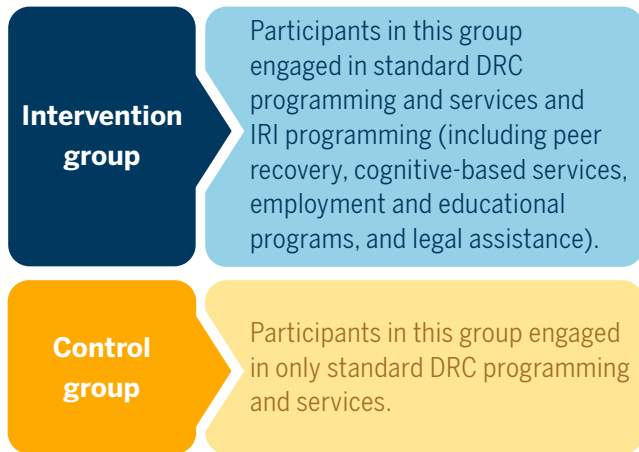 Intervention
group
Participants in this group
engaged in standard DRC
programming and services and
IRI programming (including peer
recovery, cognitive-based services,
employment and educational
programs, and legal assistance).
Control
group
Participants in this group engaged
in only standard DRC programming
and services.